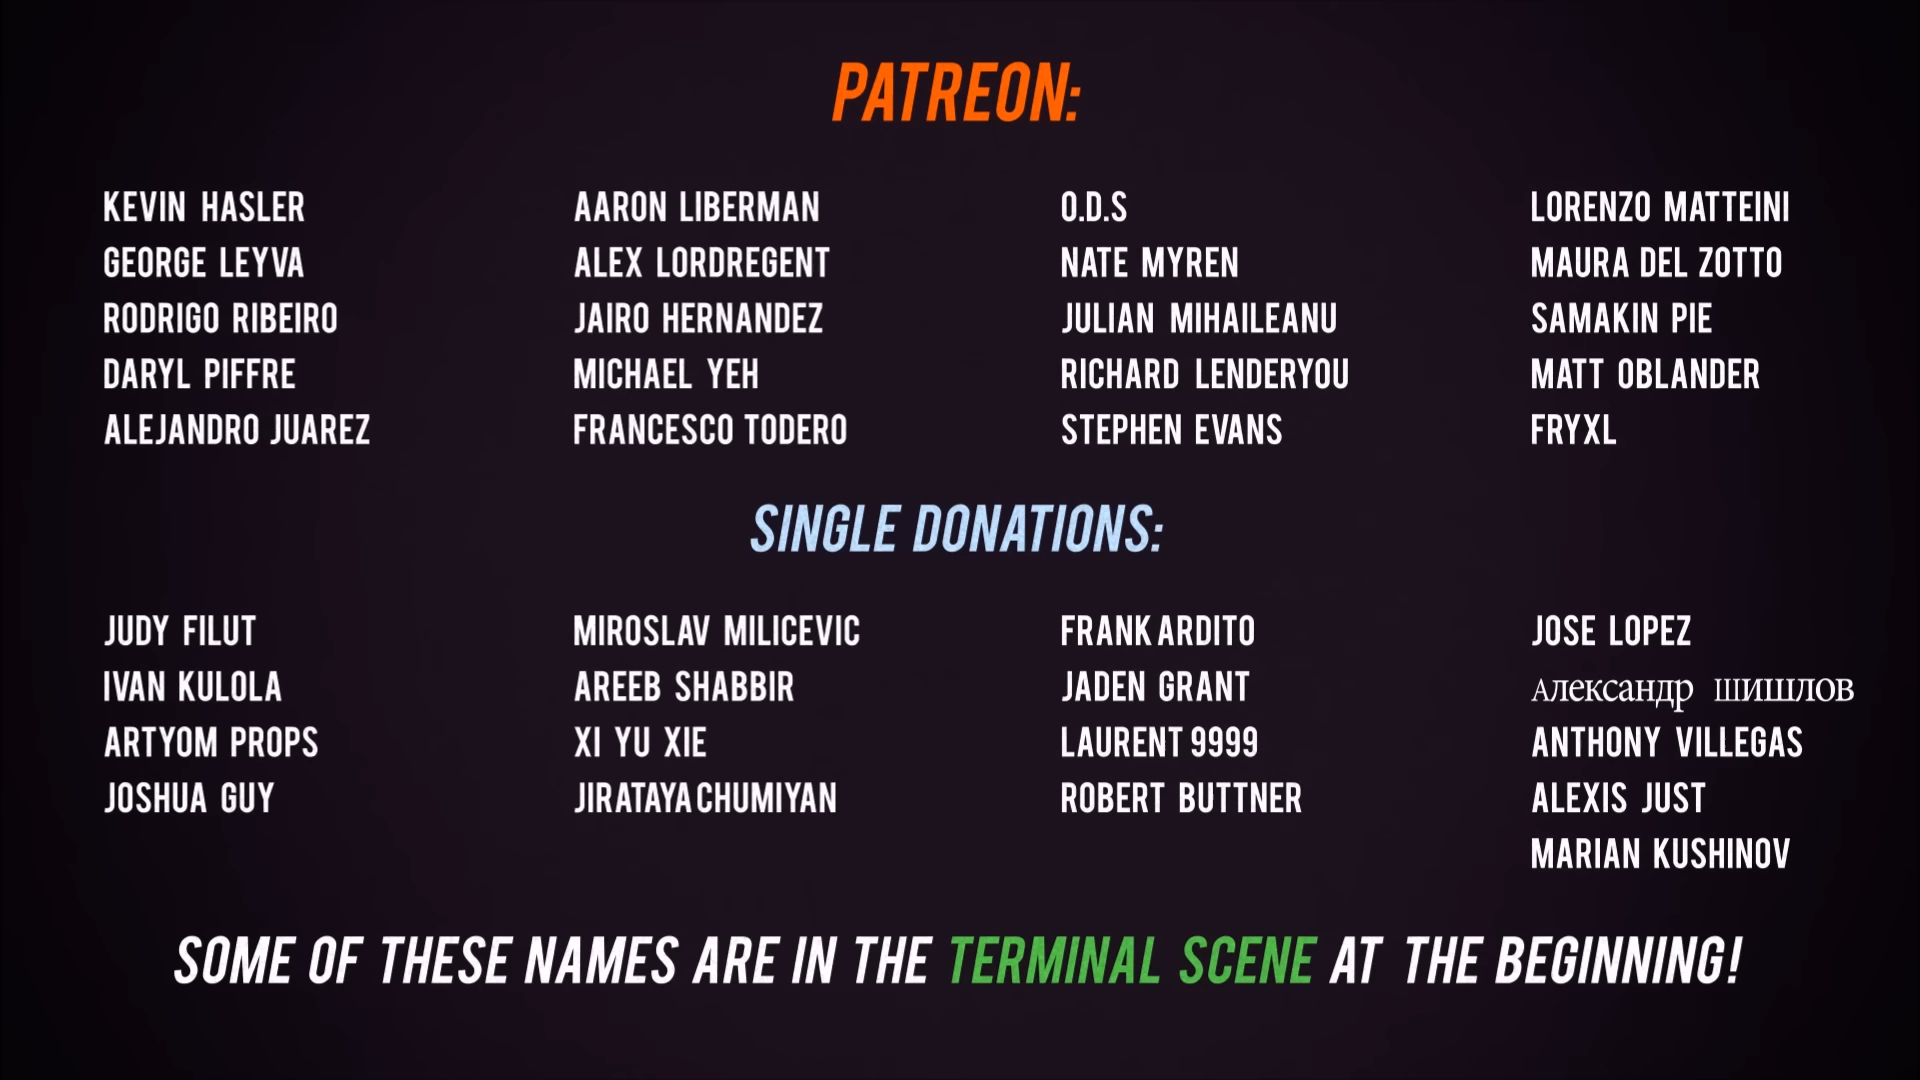 PATREON:
KEVIN HASLER
GEORGE LEYVA
RODRIGO RIBEIRO
DARYL PIFFRE
ALEJANDRO JUAREZ
AARON LIBERMAN
ALEX LORDREGENT
JAIRO HERNANDEZ
MICHAEL YEH
FRANCESCO TODERO
O.D.S
NATE MYREN
JULIAN MIHAILEANU
RICHARD LENDERYOU
STEPHEN EVANS
LORENZO MATTEINI
MAURA DEL ZOTTO
SAMAKIN PIE
MATT OBLANDER
FRYXL
SINGLE DONATIONS:
JUDY FILUT
IVAN KULOLA
ARTYOM PROPS
JOSHUA GUY
MIROSLAV MILICEVIC
AREEB SHABBIR
XI YU XIE
JIRATAYA CHUMIYAN
FRANK ARDITO
JADEN GRANT
LAURENT 9999
ROBERT BUTTNER
JOSE LOPEZ
Александр шишлов
ANTHONY VILLEGAS
ALEXIS JUST
MARIAN KUSHINOV
SOME OF THESE NAMES ARE IN THE TERMINAL SCENE AT THE BEGINNING!